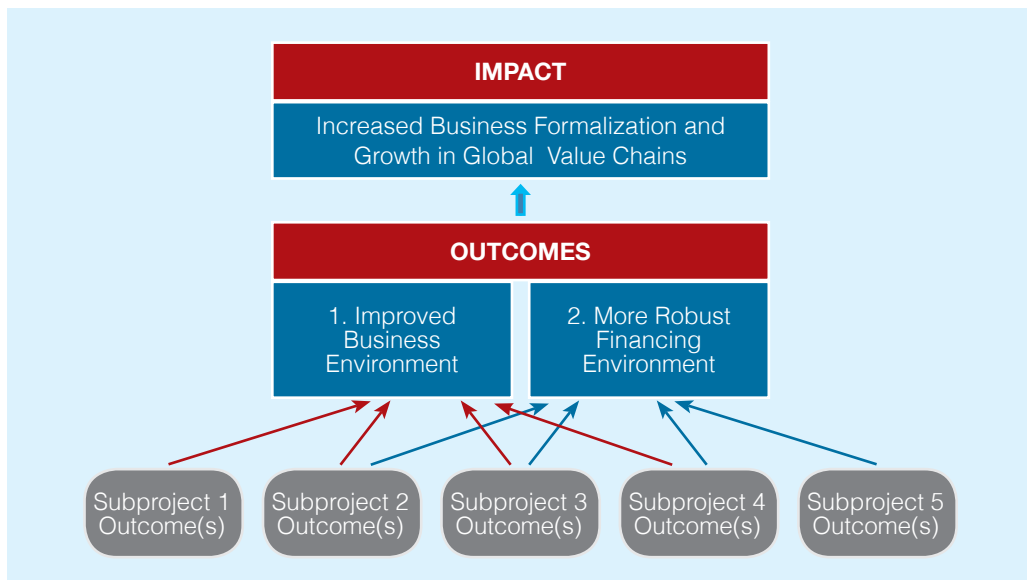 IMPACT
Increased Business Formalization and
Growth in Global Value Chains
OUTCOMES
1. Improved
Business
Environment
2. More Robust
Financing
Environment
Subproject 1
Outcome(s)
Subproject 2
Outcome(s)
Subproject 3
Outcome(s)
Subproject 4
Outcome(s)
Subproject 5
Outcome(s)